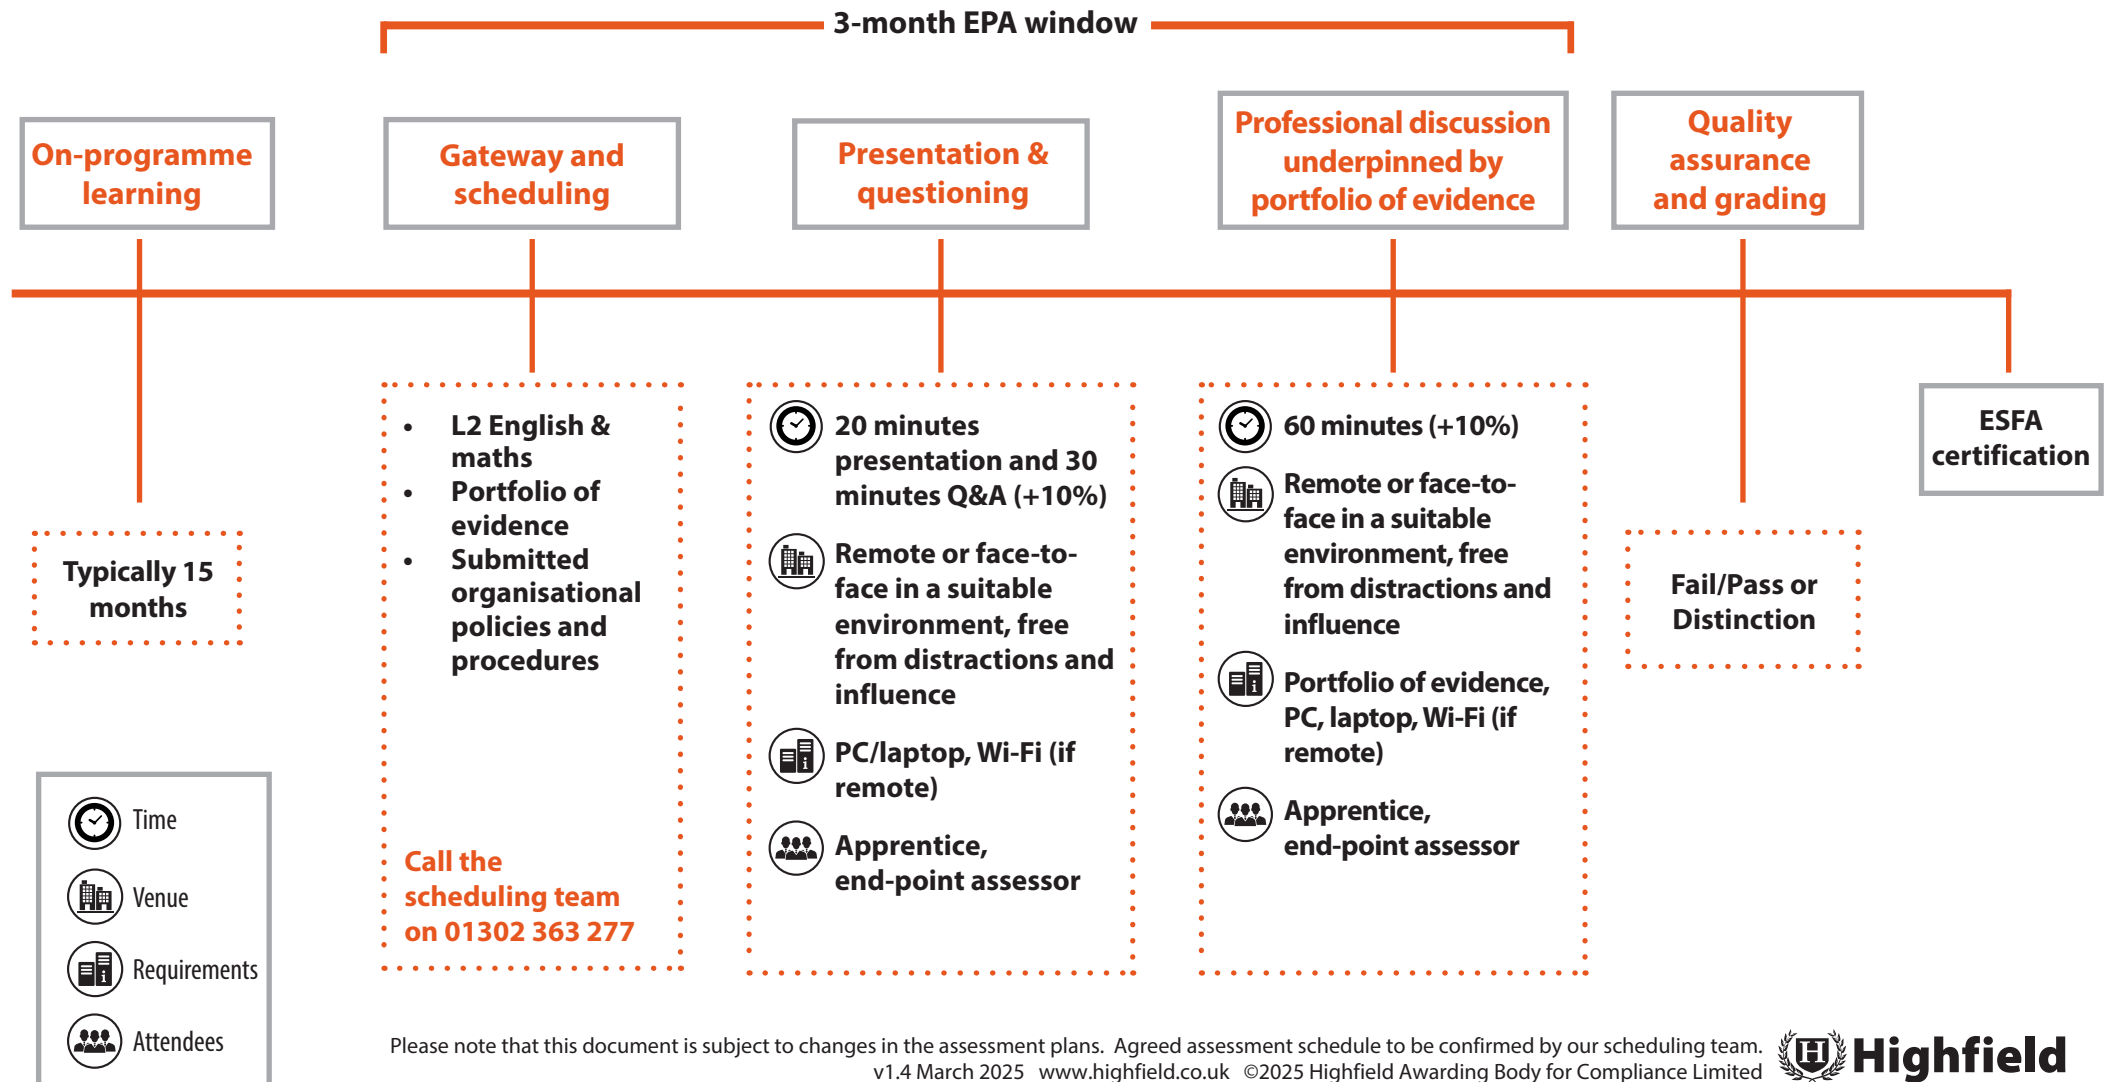 3-month EPA window
On-programme
learning
Gateway and
scheduling
Presentation &
questioning
Professional discussion
underpinned by
portfolio of evidence
Quality
assurance
and grading
Typically 15
months
• L2 English &
maths
• Portfolio of
evidence
• Submitted
organisational
policies and
procedures
Call the
scheduling team
on 01302 363 277
20 minutes
presentation and 30
minutes Q&A (+10%)
Remote or face-to-
face in a suitable
environment, free
from distractions and
influence
PC/laptop, Wi-Fi (if
remote)
Apprentice,
end-point assessor
60 minutes (+10%)
Remote or face-to-
face in a suitable
environment, free
from distractions and
influence
Portfolio of evidence,
PC, laptop, Wi-Fi (if
remote)
Apprentice,
end-point assessor
Fail/Pass or
Distinction
ESFA
certification
Time
Venue
Requirements
Attendees
Please note that this document is subject to changes in the assessment plans. Agreed assessment schedule to be confirmed by our scheduling team.
v1.4 March 2025 www.highfield.co.uk ©2025 Highfield Awarding Body for Compliance Limited
H Highfield